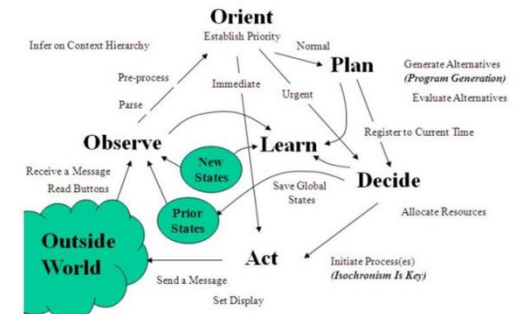 Orient
Establish Priority
Infer on Context Hierarchy
Normal
Plan
Generate Alternatives
(Program Generation)
Evaluate Alternatives
Pre-process
Immediate
Urgent
Parse
Register to Current Time
Observe
Learn
New
States
Decide
Receive a Message
Read Buttons
Save Global
States
Prior
States
Allocate Resources
Outside
World
Act
Initiate Process(es)
(Isochronism Is Key)
Send a Message
Set Display